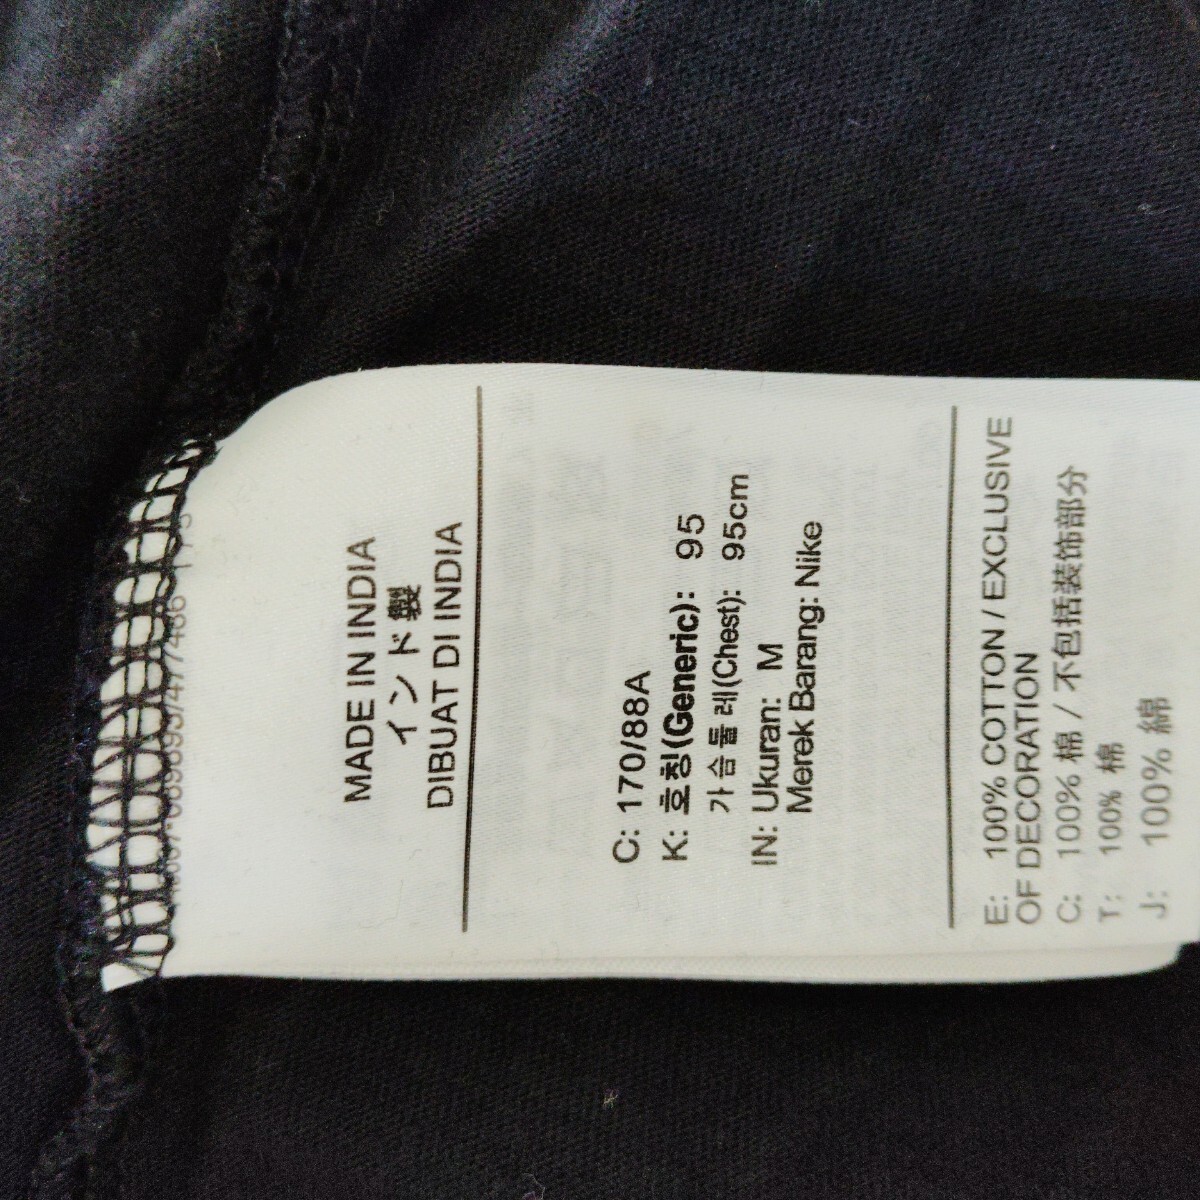 MADE IN INDIA
インド製
DIBUAT DI INDIA
C: 170/88A
K: 호칭(Generic): 95
가슴둘레(Chest): 95cm
IN: Ukuran: M
Merek Barang: Nike
E: 100% COTTON / EXCLUSIVE
OF DECORATION
C: 100% 棉 / 不包括装饰部分
T: 100% 棉
J: 100% 綿